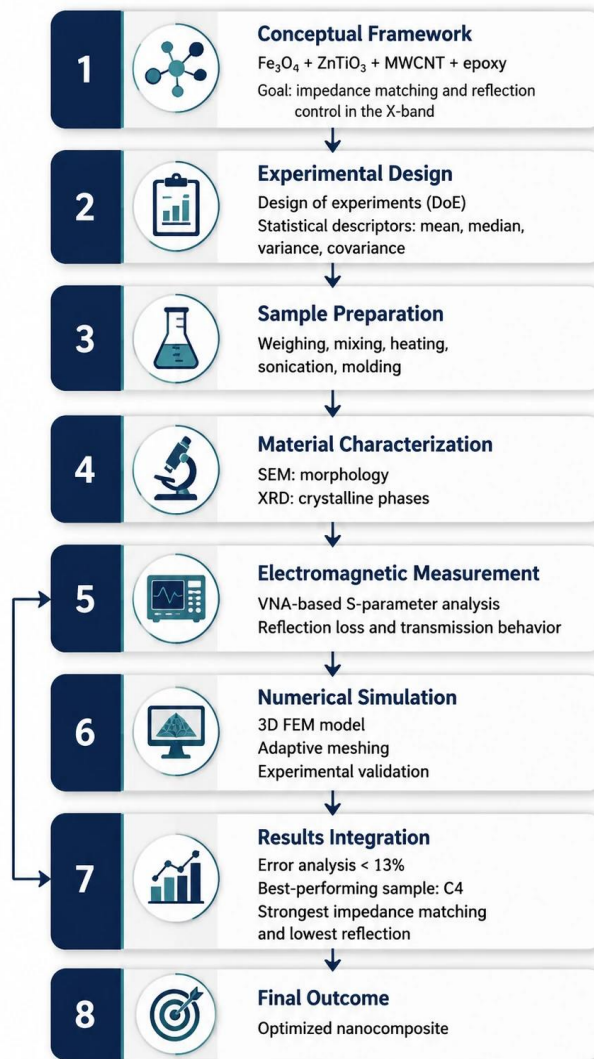 1
Conceptual Framework
Fe₃O₄ + ZnTiO₃ + MWCNT + epoxy
Goal: impedance matching and reflection
control in the X-band
2
Experimental Design
Design of experiments (DoE)
Statistical descriptors: mean, median,
variance, covariance
3
Sample Preparation
Weighing, mixing, heating,
sonication, molding
4
Material Characterization
SEM: morphology
XRD: crystalline phases
5
Electromagnetic Measurement
VNA-based S-parameter analysis
Reflection loss and transmission behavior
6
Numerical Simulation
3D FEM model
Adaptive meshing
Experimental validation
7
Results Integration
Error analysis < 13%
Best-performing sample: C4
Strongest impedance matching
and lowest reflection
8
Final Outcome
Optimized nanocomposite